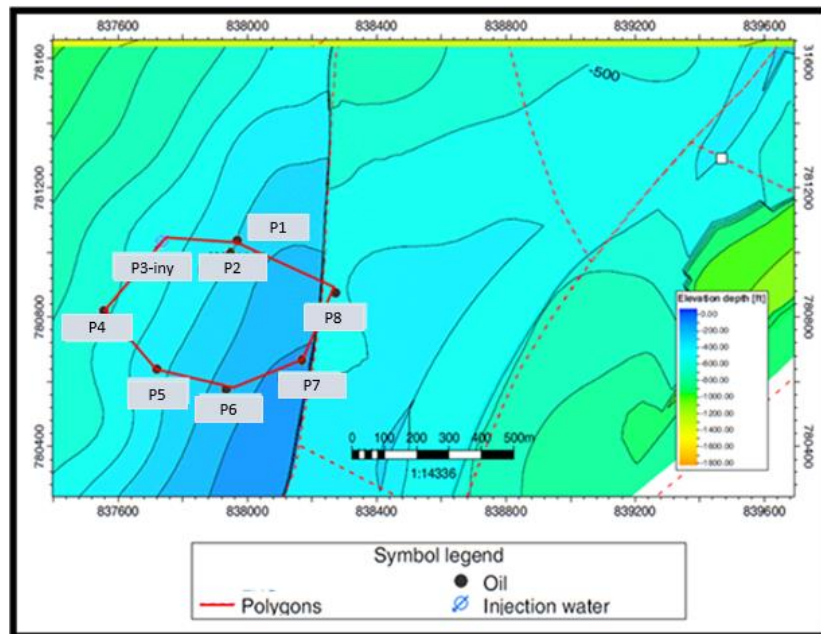 837600 838000 838400 838800 839200 839600
78160
31600
-500
781200
781200
P1
P3-iny
P2
P4
P8
780800
780800
P5
P6
P7
Elevation depth [ft]
0.00
-200.00
-400.00
-600.00
-800.00
-1000.00
-1200.00
-1400.00
-1600.00
-1800.00
0 100 200 300 400 500m
1:14336
780400
780400
837600 838000 838400 838800 839200 839600
Symbol legend
Oil
Polygons
Injection water